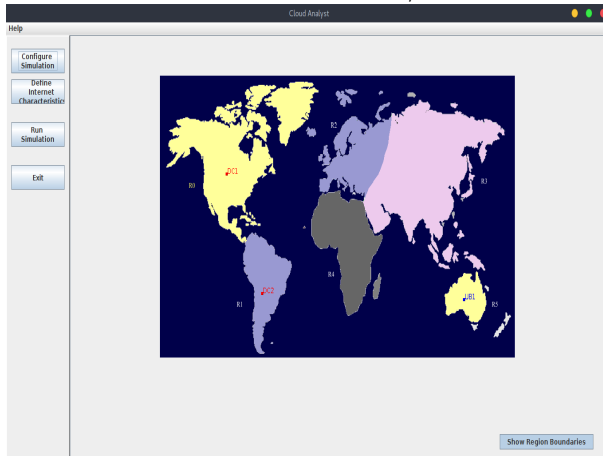 Cloud Analyst
Help
Configure
Simulation
Define
Internet
Characteristics
Run
Simulation
Exit
R2
DC1
R0
R3
R4
DC2
R1
UB1
R5
Show Region Boundaries